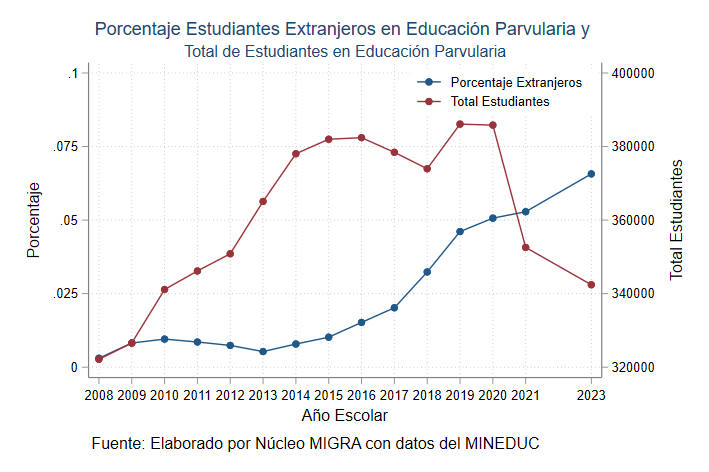 Porcentaje Estudiantes Extranjeros en Educación Parvularia y
Total de Estudiantes en Educación Parvularia
Porcentaje Extranjeros
Total Estudiantes
.1
.075
.05
.025
0
Porcentaje
400000
380000
360000
340000
320000
Total Estudiantes
2008 2009 2010 2011 2012 2013 2014 2015 2016 2017 2018 2019 2020 2021 2023
Año Escolar
Fuente: Elaborado por Núcleo MIGRA con datos del MINEDUC